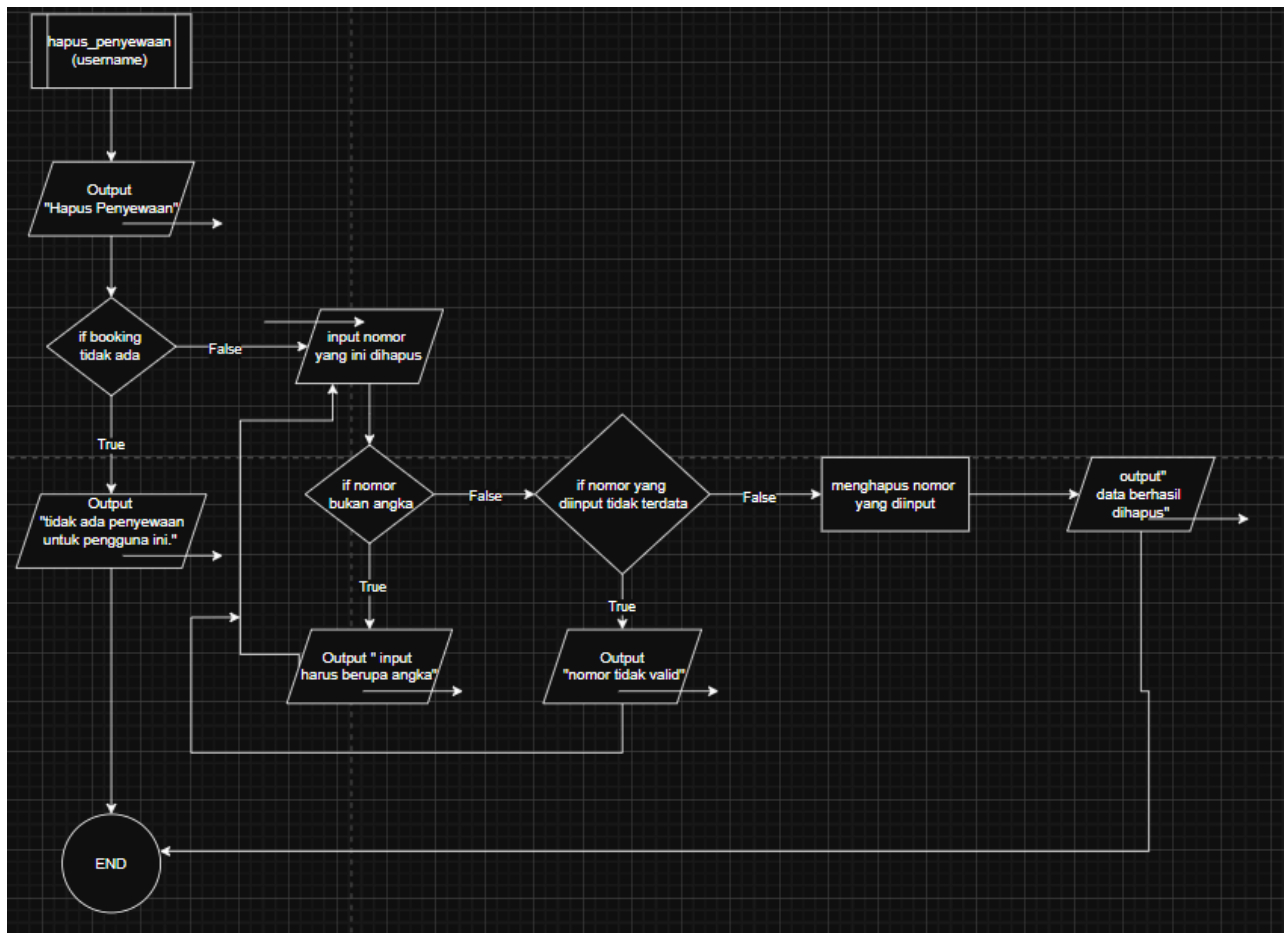 hapus_penyewaan
(username)
Output
"Hapus Penyewaan"
if booking
tidak ada
False
input nomor
yang ini dihapus
True
Output
"tidak ada penyewaan
untuk pengguna ini."
if nomor
bukan angka
False
if nomor yang
diinput tidak terdata
False
menghapus nomor
yang diinput
output"
data berhasil
dihapus"
True
Output " input
harus berupa angka"
True
Output
"nomor tidak valid"
END